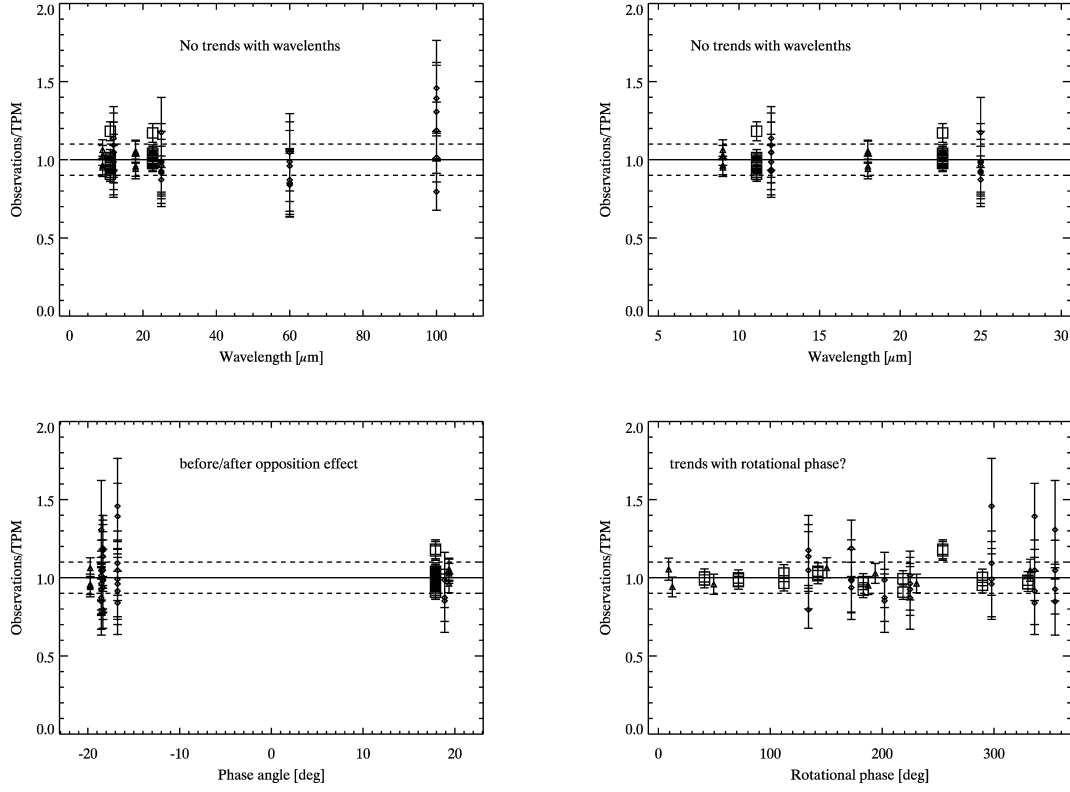 2.0
No trends with wavelenths
1.5
1.0
0.5
0.0
Observations/TPM
0 20 40 60 80 100
Wavelength [μm]
2.0
No trends with wavelenths
1.5
1.0
0.5
0.0
Observations/TPM
5 10 15 20 25 30
Wavelength [μm]
2.0
before/after opposition effect
1.5
1.0
0.5
0.0
Observations/TPM
-20 -10 0 10 20
Phase angle [deg]
2.0
trends with rotational phase?
1.5
1.0
0.5
0.0
Observations/TPM
0 100 200 300
Rotational phase [deg]